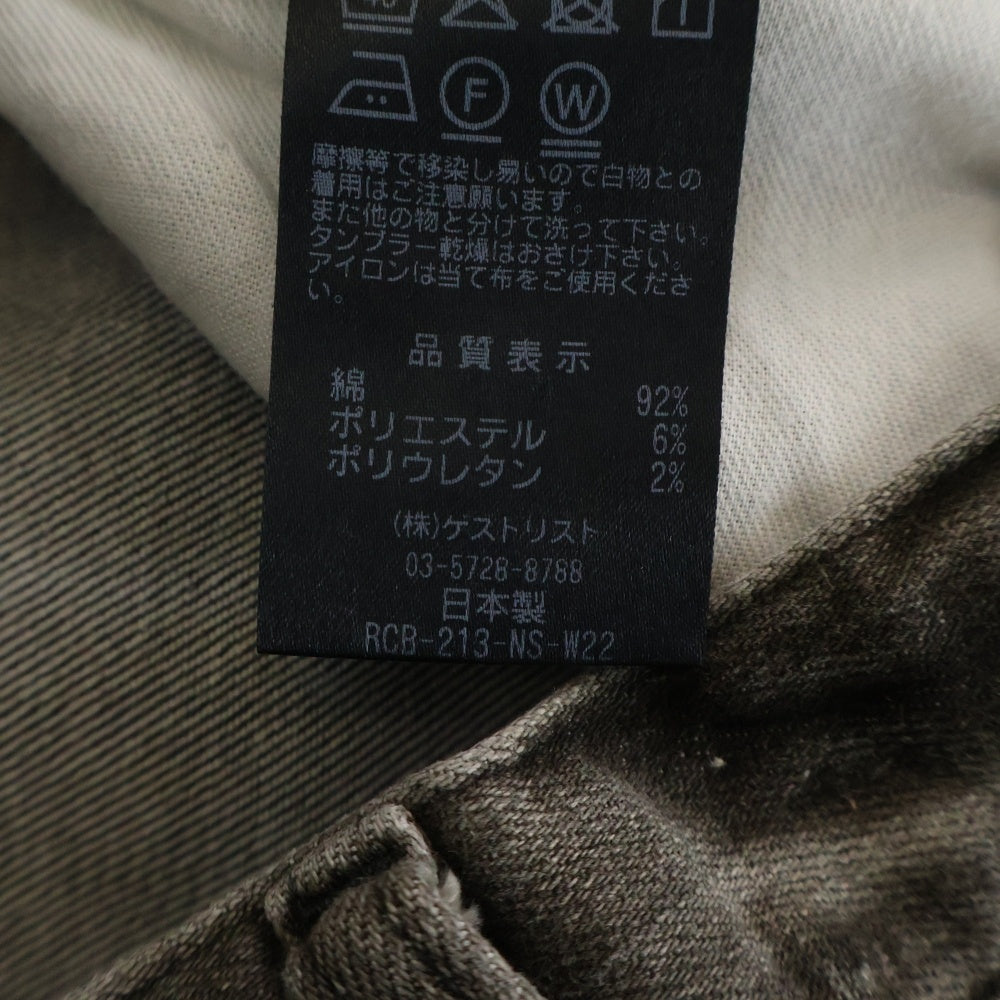 40
F W
摩擦等で移染し易いので白物との
着用はご注意願います。
また他の物と分けて洗って下さい。
タンブラー乾燥はおさけ下さい。
アイロンは当て布をご使用くださ
い。
品質表示
綿 92%
ポリエステル 6%
ポリウレタン 2%
(株)ゲストリスト
03-5728-8788
日本製
RCB-213-NS-W22